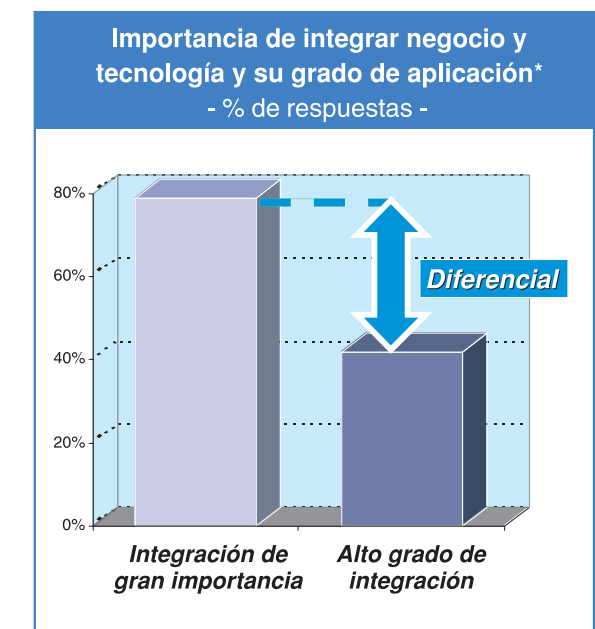 Importancia de integrar negocio y
tecnología y su grado de aplicación*
- % de respuestas -
80%
60%
40%
20%
0%
Diferencial
Integración de
gran importancia
Alto grado de
integración